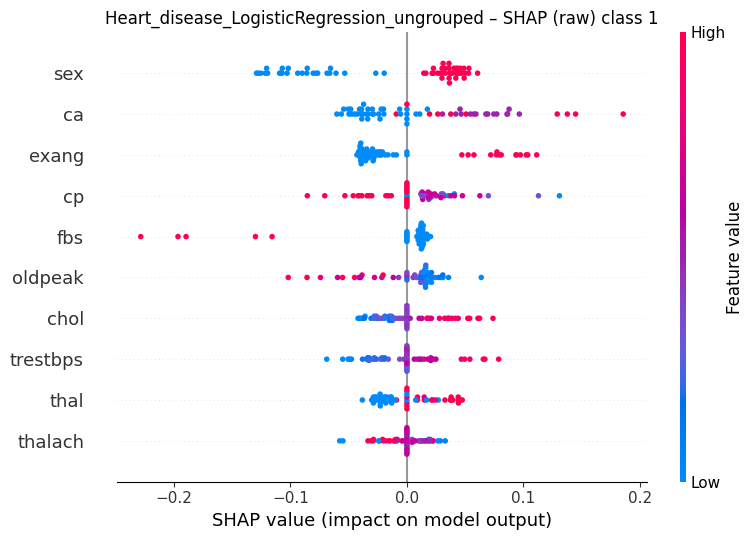 Heart_disease_LogisticRegression_ungrouped – SHAP (raw) class 1
High
sex
ca
exang
cp
fbs
oldpeak
chol
trestbps
thal
thalach
Feature value
Low
−0.2
−0.1
0.0
0.1
0.2
SHAP value (impact on model output)